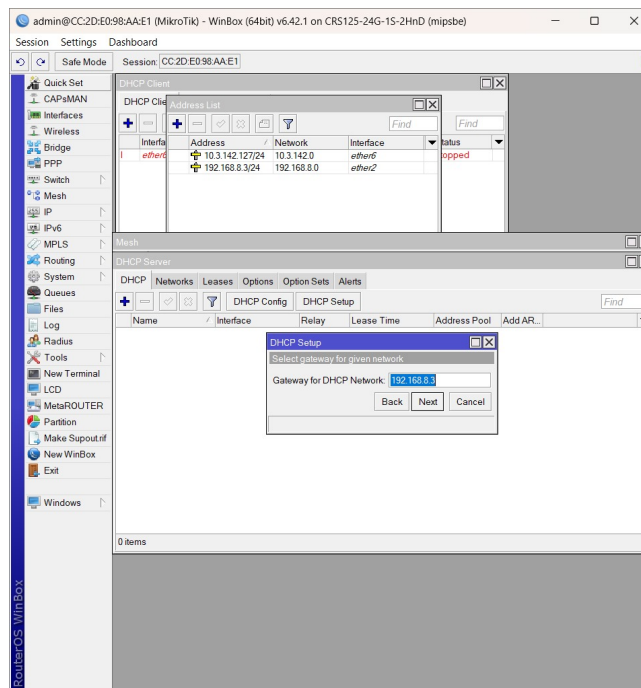 admin@CC:2D:E0:98:AA:E1 (MikroTik) - WinBox (64bit) v6.42.1 on CRS125-24G-1S-2HnD (mipsbe)
Session Settings Dashboard
Safe Mode Session: CC:2D:E0:98:AA:E1
Quick Set
CAPsMAN
Interfaces
Wireless
Bridge
PPP
Switch
Mesh
IP
IPv6
MPLS
Routing
System
Queues
Files
Log
Radius
Tools
New Terminal
LCD
MetaROUTER
Partition
Make Supout.rif
New WinBox
Exit
Windows
RouterOS WinBox
DHCP Client
DHCP Clie
Find
Interfa
tatus
I ether6
topped
Address List
Find
Address Network Interface
10.3.142.127/24 10.3.142.0 ether6
192.168.8.3/24 192.168.8.0 ether2
Mesh
DHCP Server
DHCP Networks Leases Options Option Sets Alerts
DHCP Config DHCP Setup Find
Name Interface Relay Lease Time Address Pool Add AR...
DHCP Setup
Select gateway for given network
Gateway for DHCP Network: 192.168.8.3
Back Next Cancel
0 items